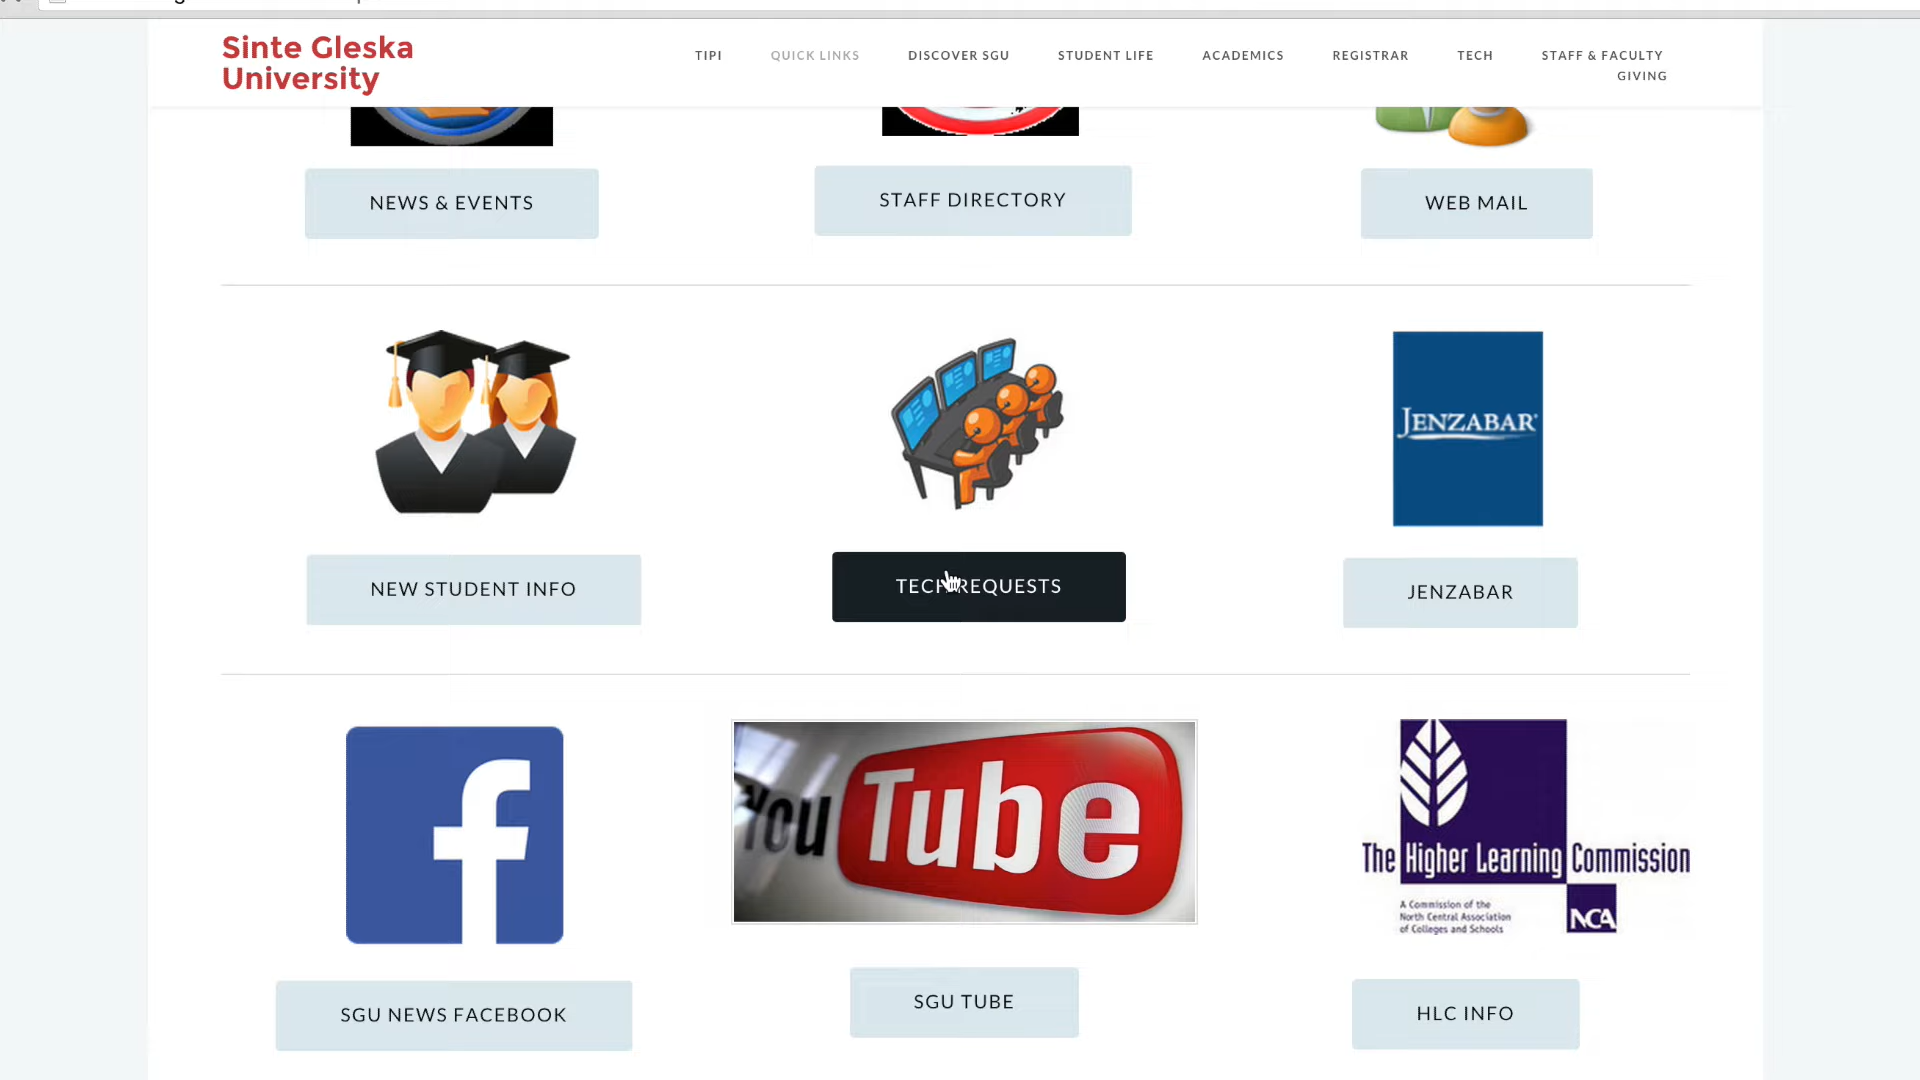 Sinte Gleska
University
TIPI QUICK LINKS DISCOVER SGU STUDENT LIFE ACADEMICS REGISTRAR TECH STAFF & FACULTY
GIVING
NEWS & EVENTS
STAFF DIRECTORY
WEB MAIL
JENZABAR
NEW STUDENT INFO
TECH REQUESTS
JENZABAR
You Tube
The Higher Learning Commission
A Commission of the
North Central Association
of Colleges and Schools
NCA
SGU NEWS FACEBOOK
SGU TUBE
HLC INFO